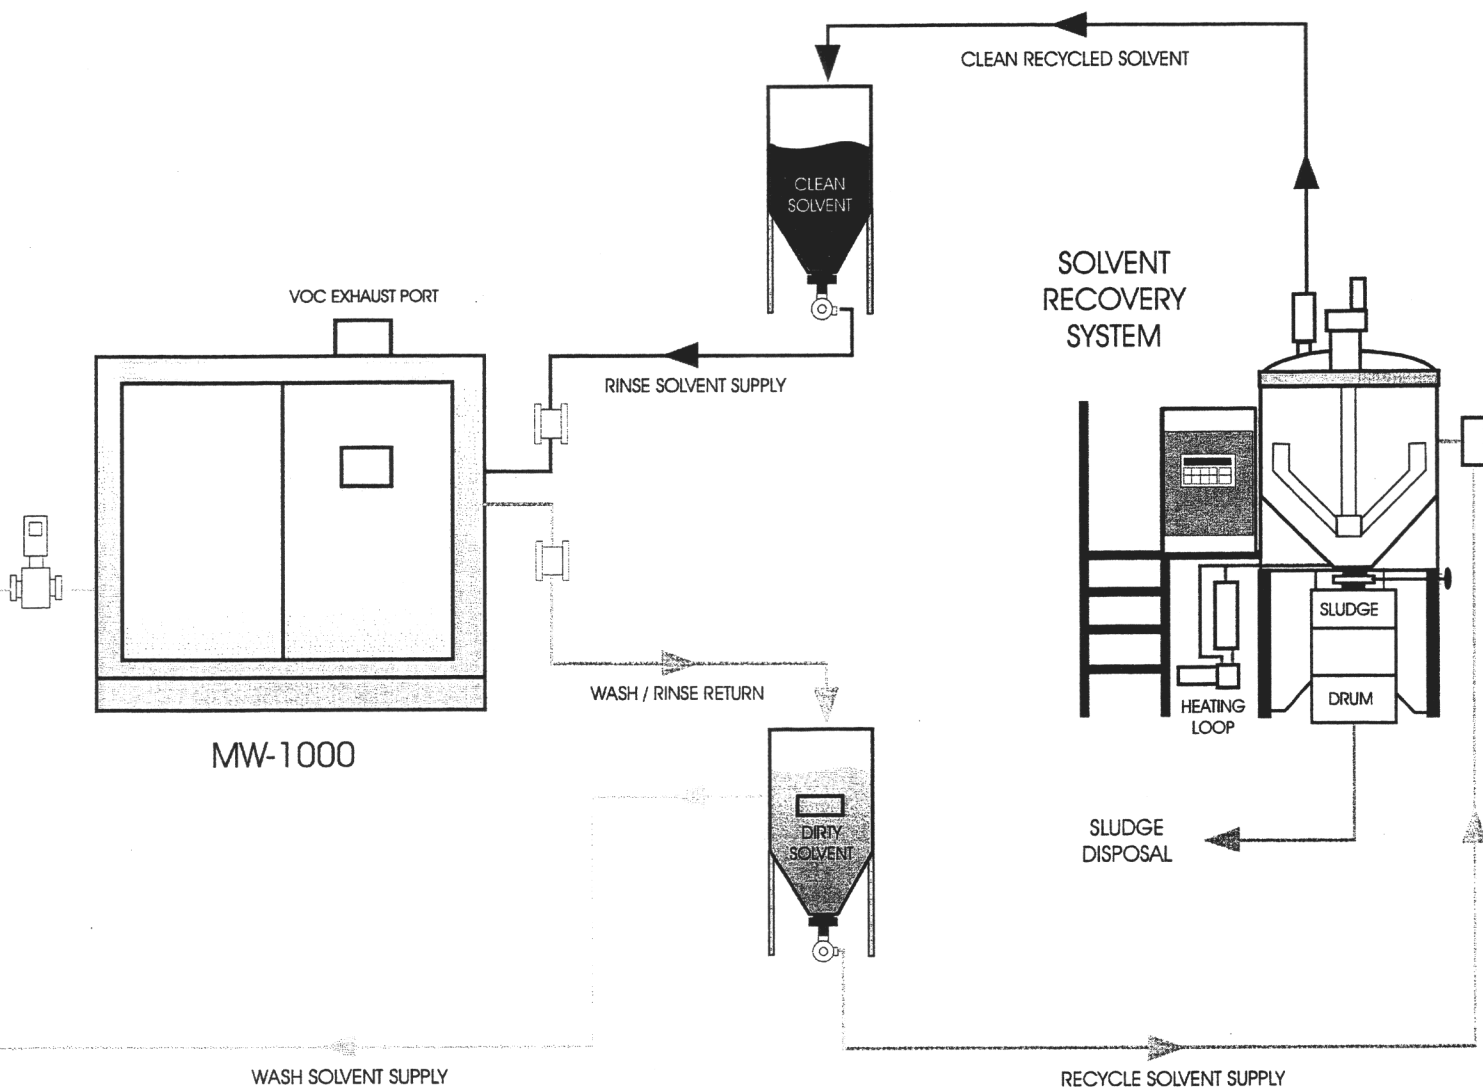 CLEAN RECYCLED SOLVENT
CLEAN
SOLVENT
SOLVENT
RECOVERY
SYSTEM
VOC EXHAUST PORT
RINSE SOLVENT SUPPLY
SLUDGE
WASH / RINSE RETURN
DRUM
HEATING
LOOP
MW-1000
DIRTY
SOLVENT
SLUDGE
DISPOSAL
WASH SOLVENT SUPPLY
RECYCLE SOLVENT SUPPLY